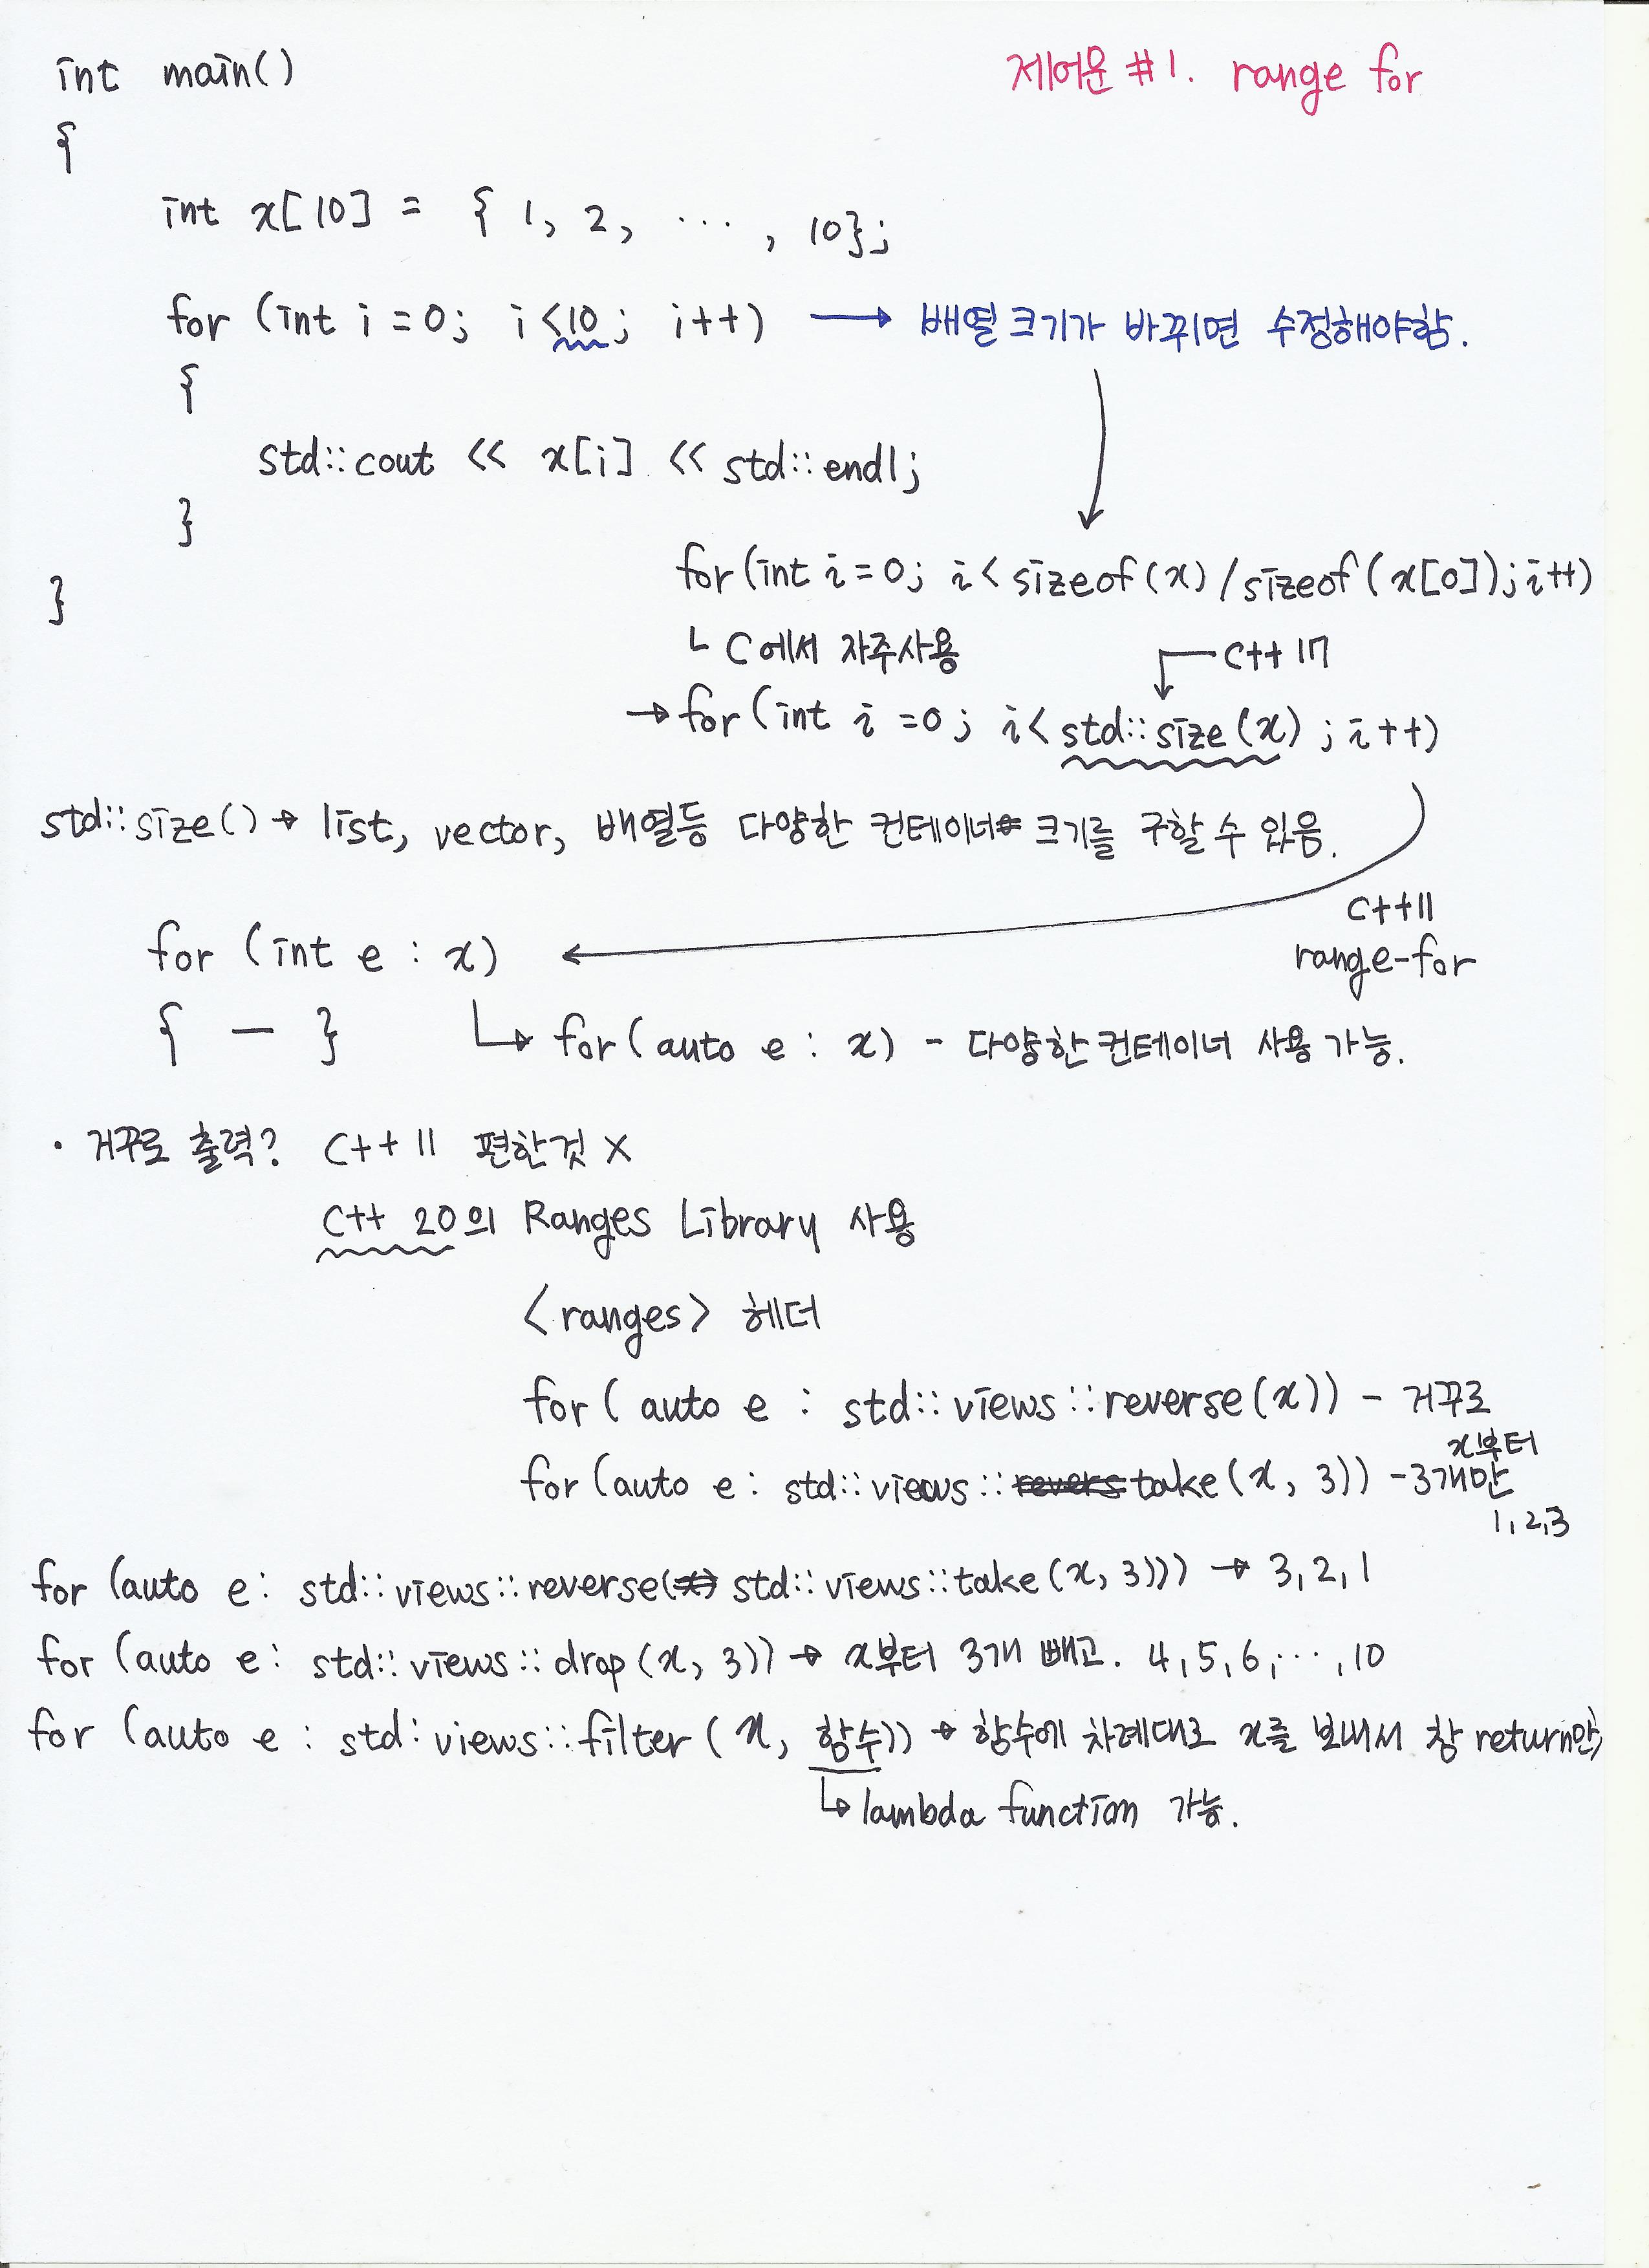 제어문 #1. range for
int main()
{
int x[10] = { 1, 2, ... , 10};
for (int i=0; i<10; i++) → 배열 크기가 바뀌면 수정해야함.
{
std::cout << x[i] << std::endl;
}
}
for(int i=0; i<sizeof(x)/sizeof(x[0]);i++)
ㄴ C에서 자주사용
C++17
→for(int i=0; i<std::size(x) ; i++)
std::size()→ list, vector, 배열등 다양한 컨테이너 크기를 구할 수 있음.
C++11
range-for
for (int e : x)
{ — }
for(auto e : x) - 다양한 컨테이너 사용 가능.
· 거꾸로 출력? C++11 편한것 X
C++ 20의 Ranges Library 사용
<ranges> 헤더
for( auto e : std::views::reverse(x)) - 거꾸로
x부터
for(auto e: std::views::take(x, 3)) -3개만
1,2,3
for (auto e: std::views::reverse( std::views::take(x,3))) → 3,2,1
for (auto e: std::views::drop(x, 3)) → x부터 3개 빼고. 4,5,6,...,10
for (auto e : std:views::filter(x, 함수)) → 함수에 차례대로 x를 보내서 참 return만
lambda function 가능.